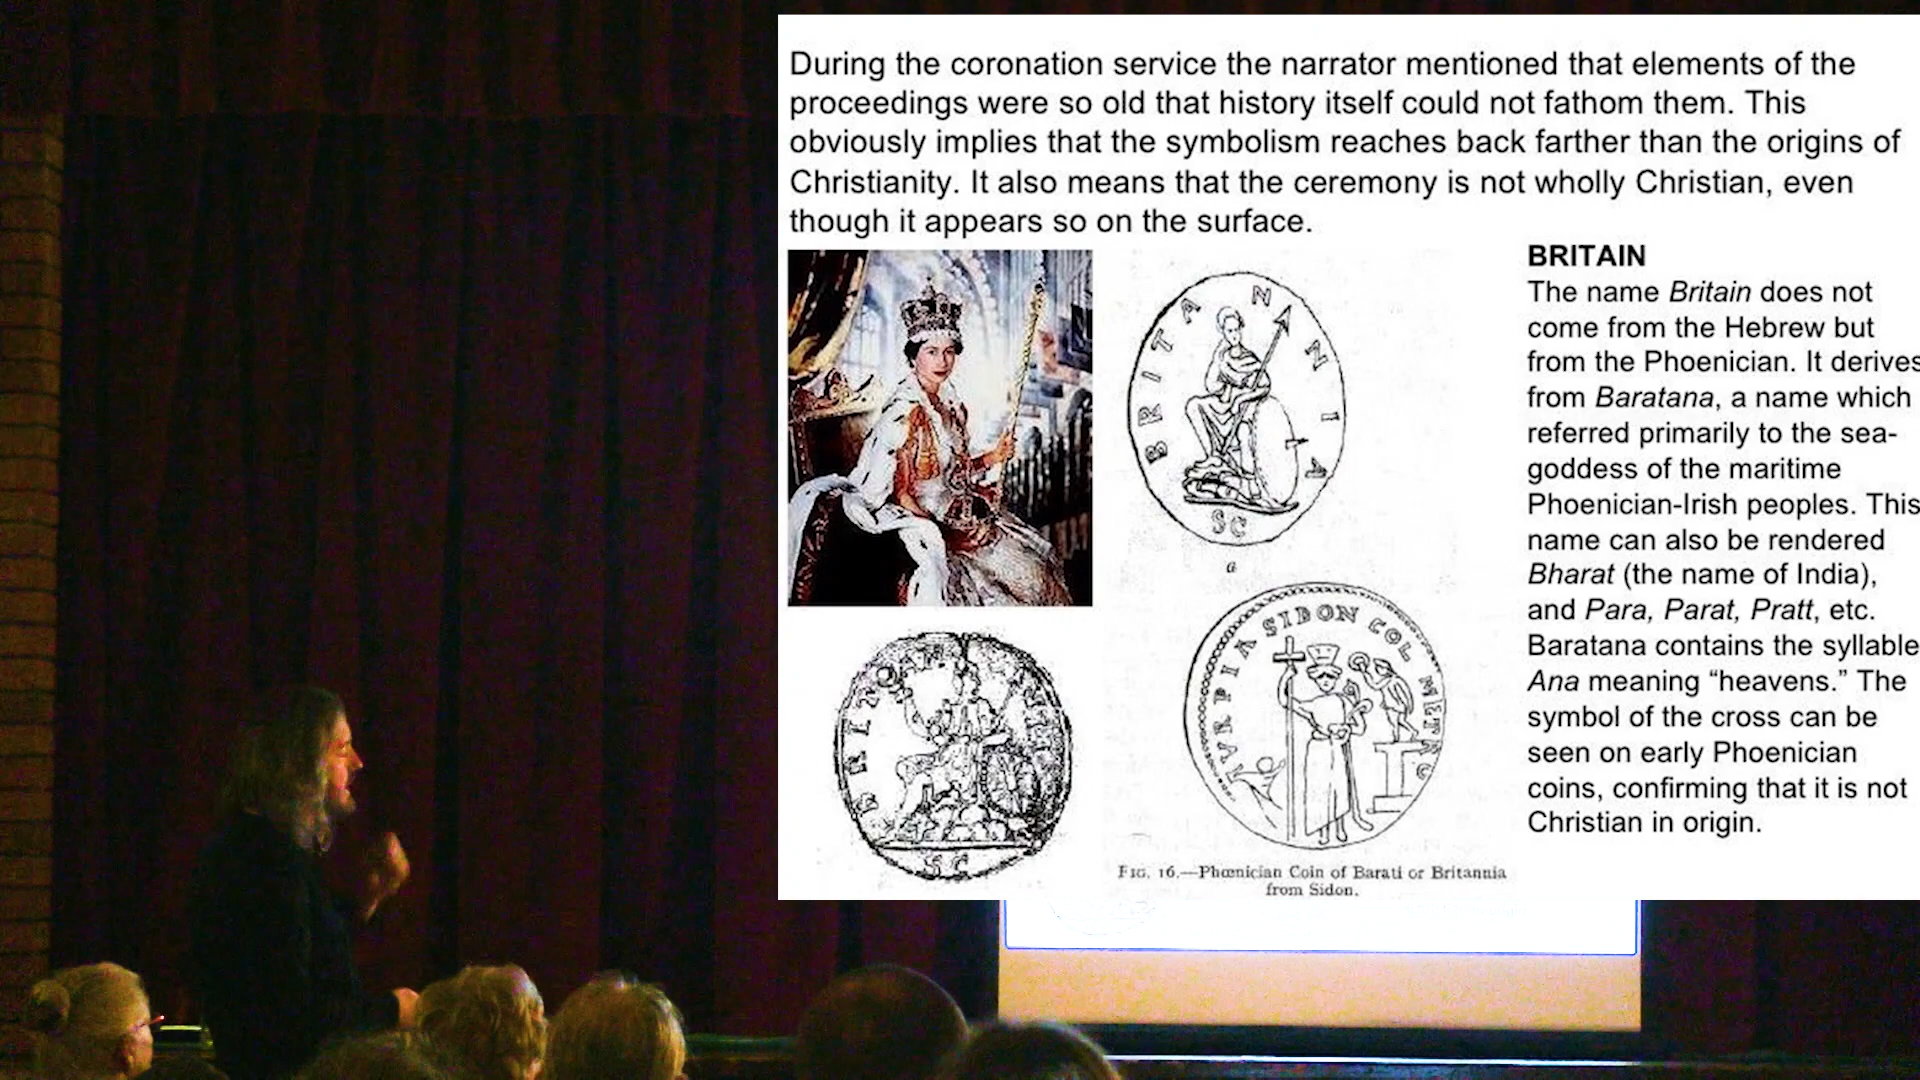 During the coronation service the narrator mentioned that elements of the
proceedings were so old that history itself could not fathom them. This
obviously implies that the symbolism reaches back farther than the origins of
Christianity. It also means that the ceremony is not wholly Christian, even
though it appears so on the surface.
BRITANNIA
SC
a
SIDON COL METR
SC
FIG. 16.—Phœnician Coin of Barati or Britannia
from Sidon.
BRITAIN
The name Britain does not
come from the Hebrew but
from the Phoenician. It derives
from Baratana, a name which
referred primarily to the sea-
goddess of the maritime
Phoenician-Irish peoples. This
name can also be rendered
Bharat (the name of India),
and Para, Parat, Pratt, etc.
Baratana contains the syllable
Ana meaning “heavens.” The
symbol of the cross can be
seen on early Phoenician
coins, confirming that it is not
Christian in origin.